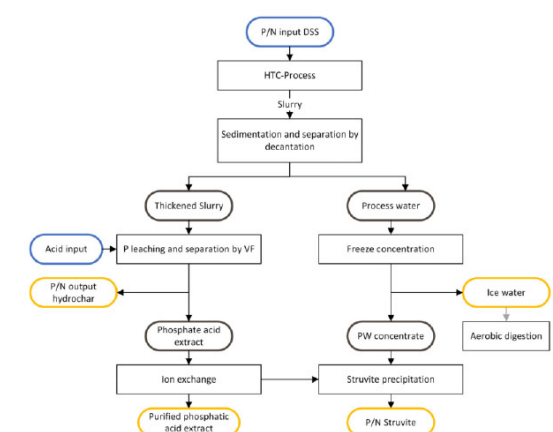 P/N input DSS
HTC-Process
Slurry
Sedimentation and separation by
decantation
Thickened Slurry
Process water
Acid input
P leaching and separation by VF
Freeze concentration
P/N output
hydrochar
Ice water
Phosphate acid
extract
PW concentrate
Aerobic digestion
Ion exchange
Struvite precipitation
Purified phosphatic
acid extract
P/N Struvite